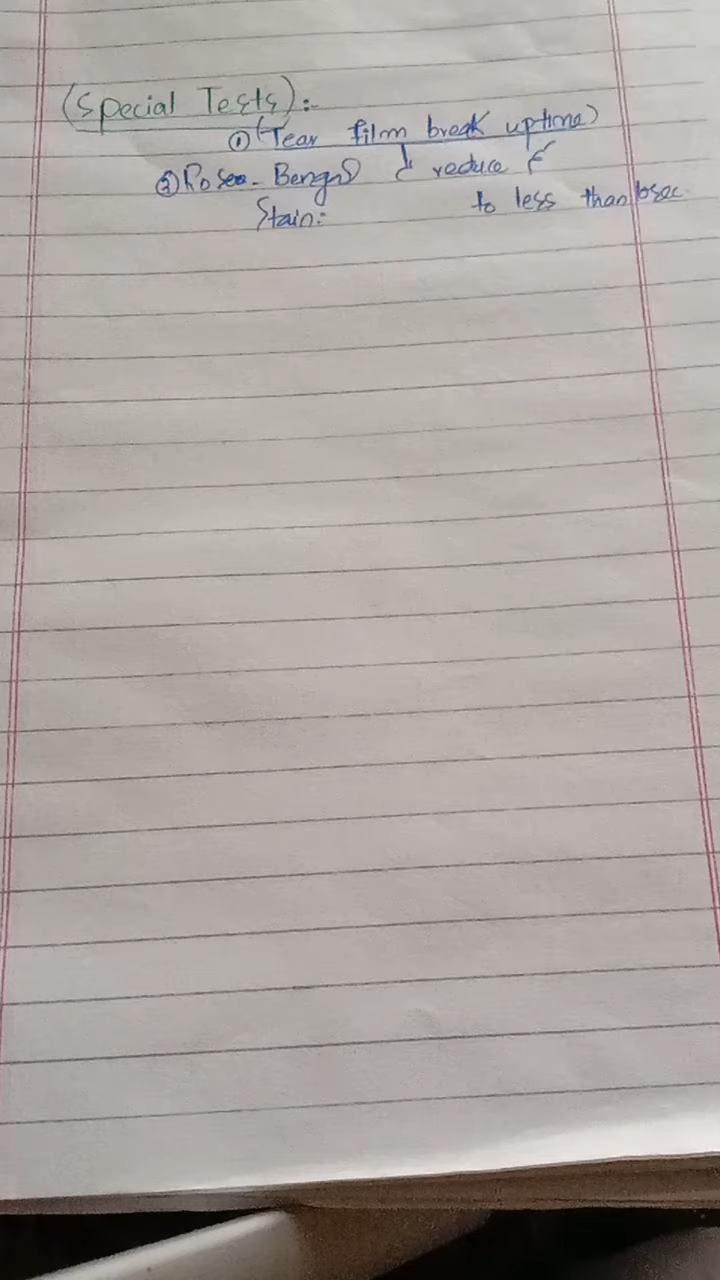 (Special Tests):-
① (Tear film break uptime)
② Rose-Bengal ↓ reduce
to less than 10sec
Stain: